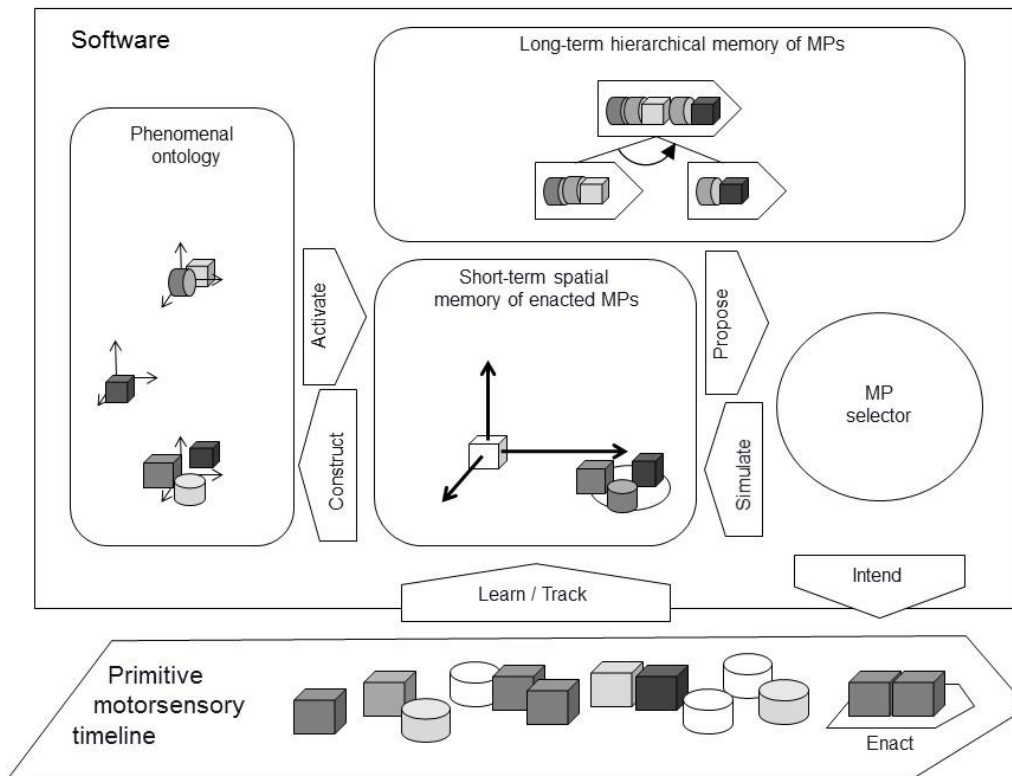 Software
Long-term hierarchical memory of MPs
Phenomenal
ontology
Activate
Construct
Short-term spatial
memory of enacted MPs
Propose
Simulate
MP
selector
Learn / Track
Intend
Primitive
motorsensory
timeline
Enact